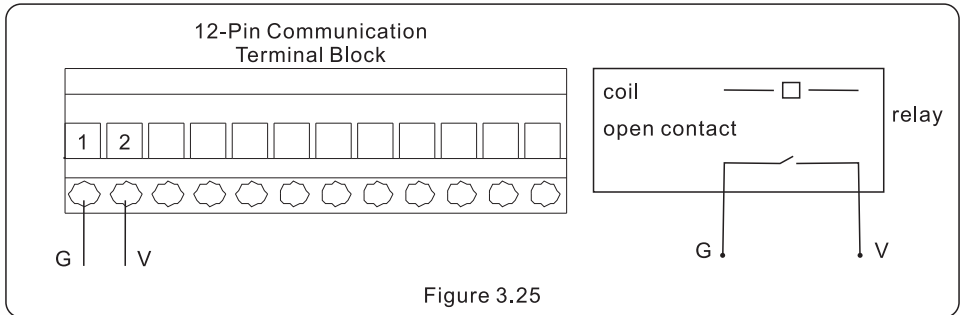 12-Pin Communication
Terminal Block
1 2
G V
coil
open contact
relay
G V
Figure 3.25